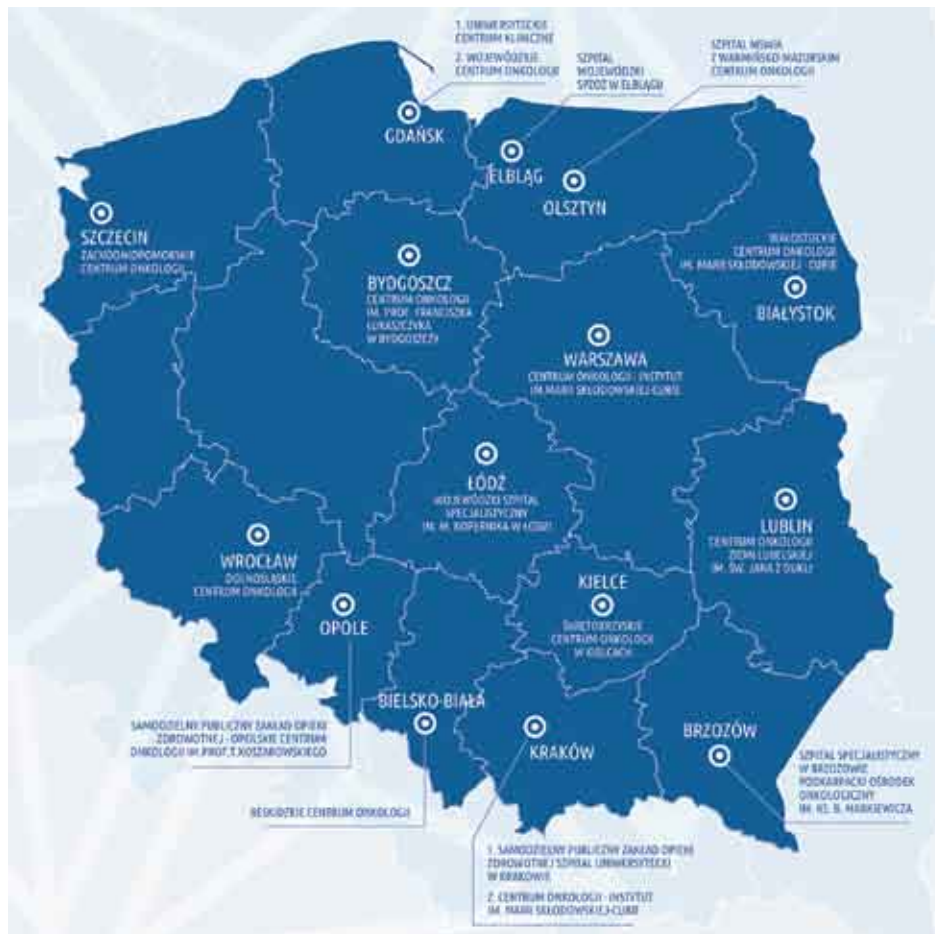 1. UNIWERSYTECKIE
CENTRUM KLINICZNE
2. WOJEWÓDZKIE
CENTRUM ONKOLOGII
SZPITAL
WOJEWÓDZKI
SPZOZ W ELBLĄGU
SZPITAL MSWIA
Z WARMIŃSKO-MAZURSKIM
CENTRUM ONKOLOGII
GDAŃSK
ELBLĄG
OLSZTYN
SZCZECIN
ZACHODNIOPOMORSKIE
CENTRUM ONKOLOGII
BYDGOSZCZ
CENTRUM ONKOLOGII
IM. PROF. FRANCISZKA
ŁUKASZCZYKA
W BYDGOSZCZY
BIAŁOSTOCKIE
CENTRUM ONKOLOGII
IM. MARII SKŁODOWSKIEJ - CURIE
BIAŁYSTOK
WARSZAWA
CENTRUM ONKOLOGII - INSTYTUT
IM. MARII SKŁODOWSKIEJ-CURIE
ŁÓDŹ
WOJEWÓDZKI SZPITAL
SPECJALISTYCZNY
IM. M. KOPERNIKA W ŁODZI
LUBLIN
CENTRUM ONKOLOGII
ZIEMI LUBELSKIEJ
IM. ŚW. JANA Z DUKLI
WROCŁAW
DOLNOŚLĄSKIE
CENTRUM ONKOLOGII
OPOLE
KIELCE
ŚWIĘTOKRZYSKIE
CENTRUM ONKOLOGII
W KIELCACH
BIELSKO-BIAŁA
KRAKÓW
BRZOZÓW
SAMODZIELNY PUBLICZNY ZAKŁAD OPIEKI
ZDROWOTNEJ - OPOLSKIE CENTRUM
ONKOLOGII IM. PROF. T. KOSZAROWSKIEGO
BESKIDZKIE CENTRUM ONKOLOGII
SZPITAL SPECJALISTYCZNY
W BRZOZOWIE
PODKARPACKI OŚRODEK
ONKOLOGICZNY
IM. KS. B. MARKIEWICZA
1. SAMODZIELNY PUBLICZNY ZAKŁAD OPIEKI
ZDROWOTNEJ SZPITAL UNIWERSYTECKI
W KRAKOWIE
2. CENTRUM ONKOLOGII - INSTYTUT
IM. MARII SKŁODOWSKIEJ-CURIE